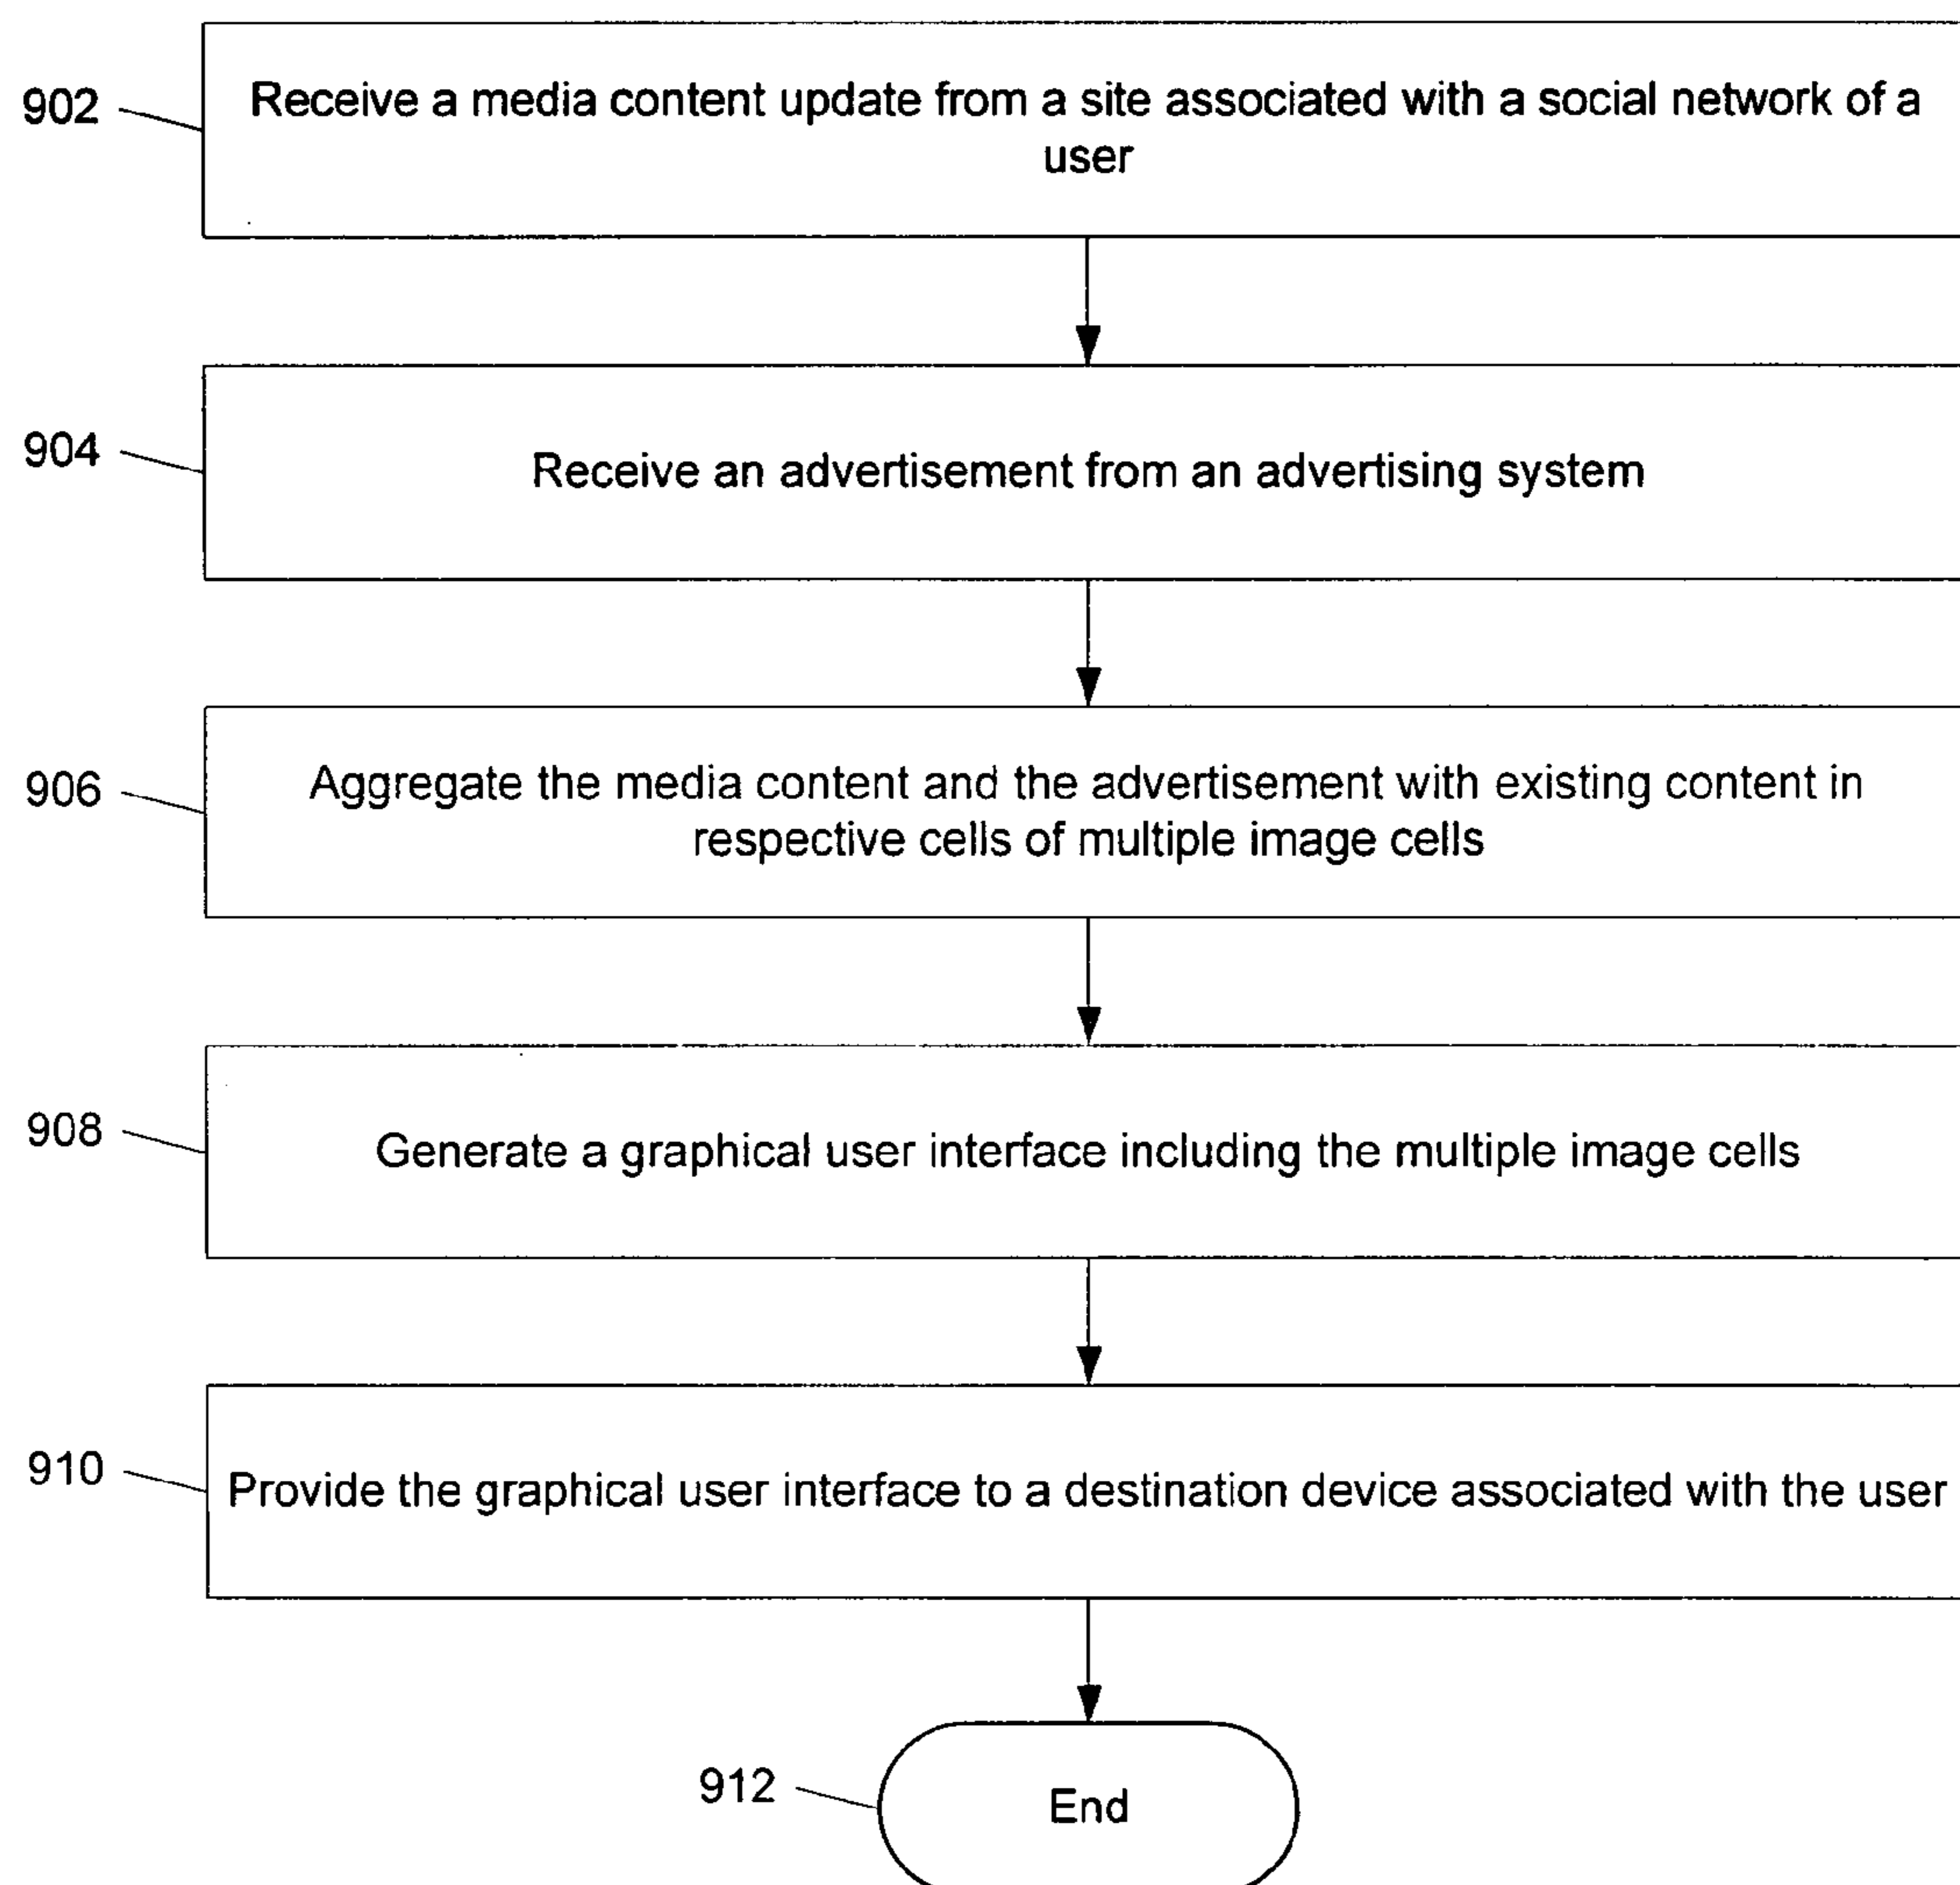 902
Receive a media content update from a site associated with a social network of a
user
904
Receive an advertisement from an advertising system
906
Aggregate the media content and the advertisement with existing content in
respective cells of multiple image cells
908
Generate a graphical user interface including the multiple image cells
910
Provide the graphical user interface to a destination device associated with the user
912
End